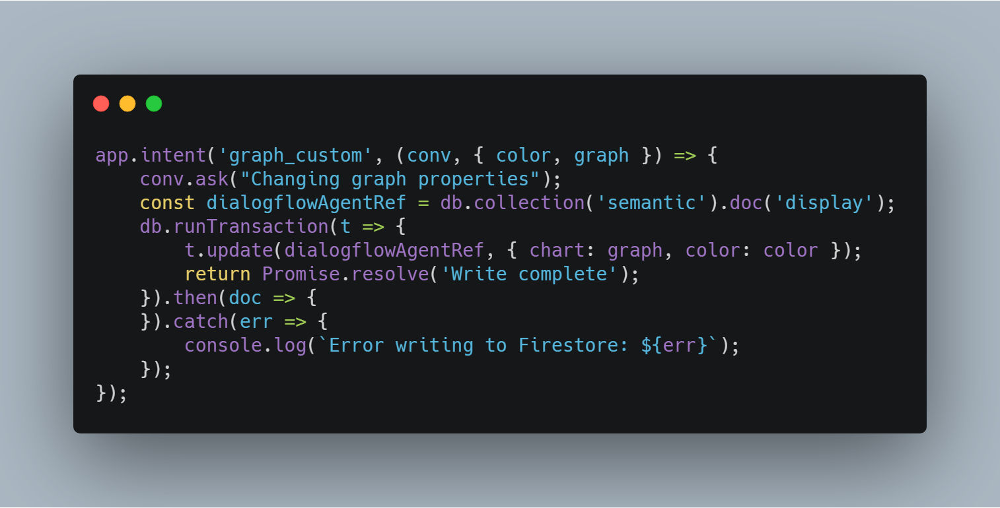 app.intent('graph_custom', (conv, { color, graph }) => {
    conv.ask("Changing graph properties");
    const dialogflowAgentRef = db.collection('semantic').doc('display');
    db.runTransaction(t => {
        t.update(dialogflowAgentRef, { chart: graph, color: color });
        return Promise.resolve('Write complete');
    }).then(doc => {
    }).catch(err => {
        console.log(`Error writing to Firestore: ${err}`);
    });
});